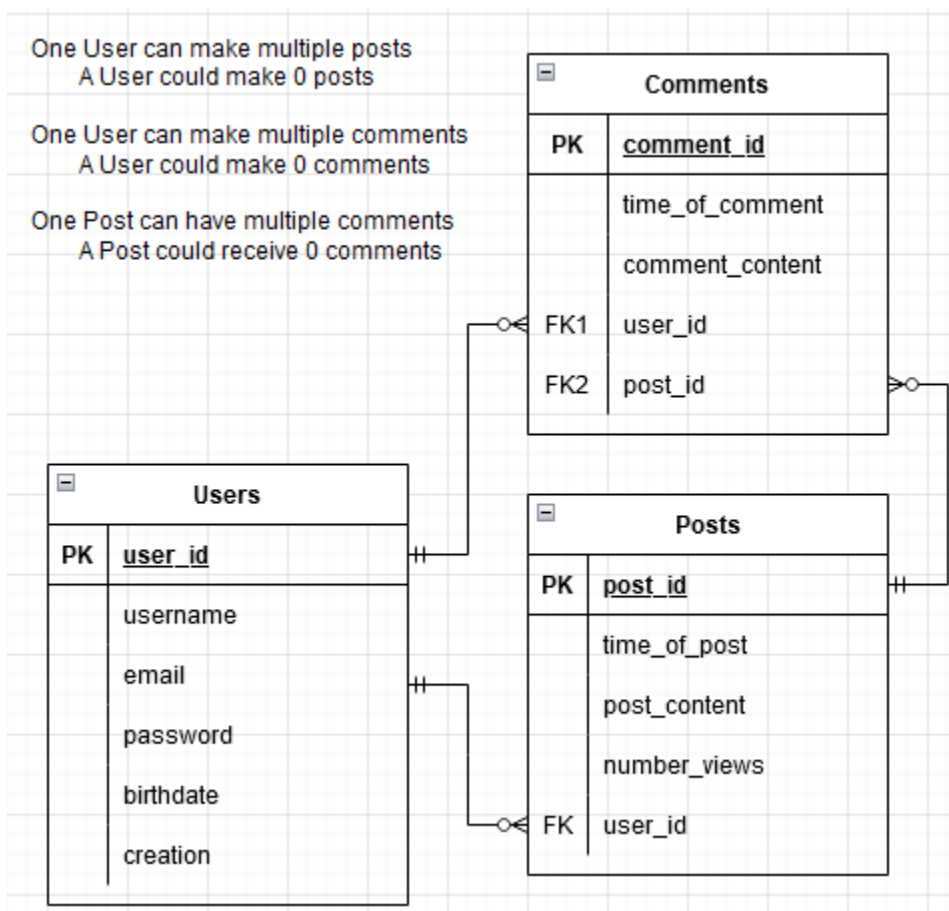 One User can make multiple posts
A User could make 0 posts
One User can make multiple comments
A User could make 0 comments
One Post can have multiple comments
A Post could receive 0 comments
Comments
PK comment_id
time_of_comment
comment_content
FK1 user_id
FK2 post_id
Users
PK user_id
username
email
password
birthdate
creation
Posts
PK post_id
time_of_post
post_content
number_views
FK user_id